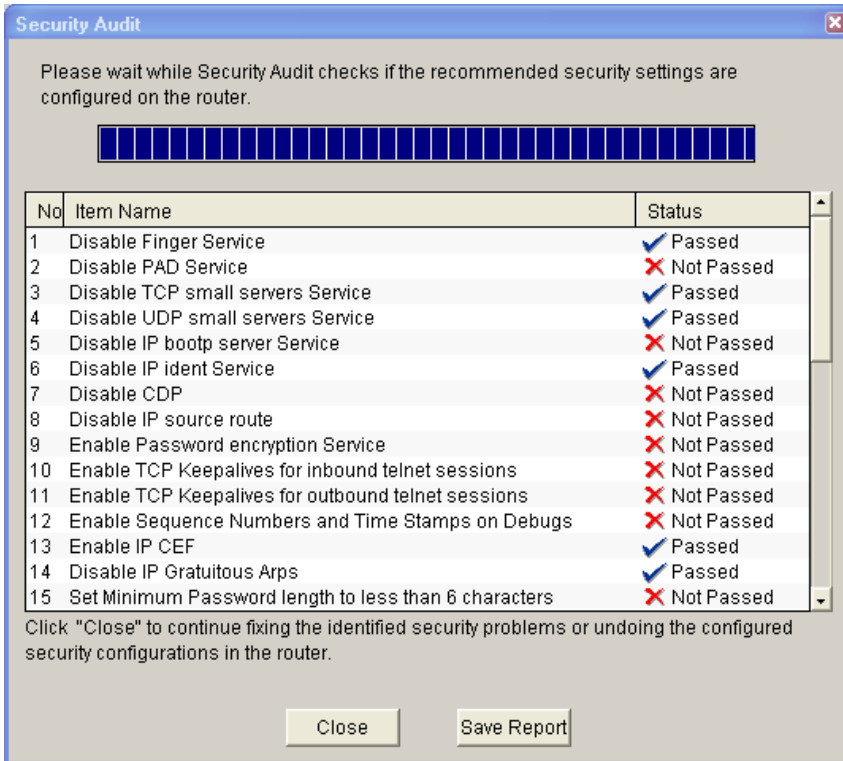 Security Audit
Please wait while Security Audit checks if the recommended security settings are
configured on the router.
No Item Name Status
1 Disable Finger Service Passed
2 Disable PAD Service Not Passed
3 Disable TCP small servers Service Passed
4 Disable UDP small servers Service Passed
5 Disable IP bootp server Service Not Passed
6 Disable IP ident Service Passed
7 Disable CDP Not Passed
8 Disable IP source route Not Passed
9 Enable Password encryption Service Not Passed
10 Enable TCP Keepalives for inbound telnet sessions Not Passed
11 Enable TCP Keepalives for outbound telnet sessions Not Passed
12 Enable Sequence Numbers and Time Stamps on Debugs Not Passed
13 Enable IP CEF Passed
14 Disable IP Gratuitous Arps Passed
15 Set Minimum Password length to less than 6 characters Not Passed
Click "Close" to continue fixing the identified security problems or undoing the configured
security configurations in the router.
Close Save Report